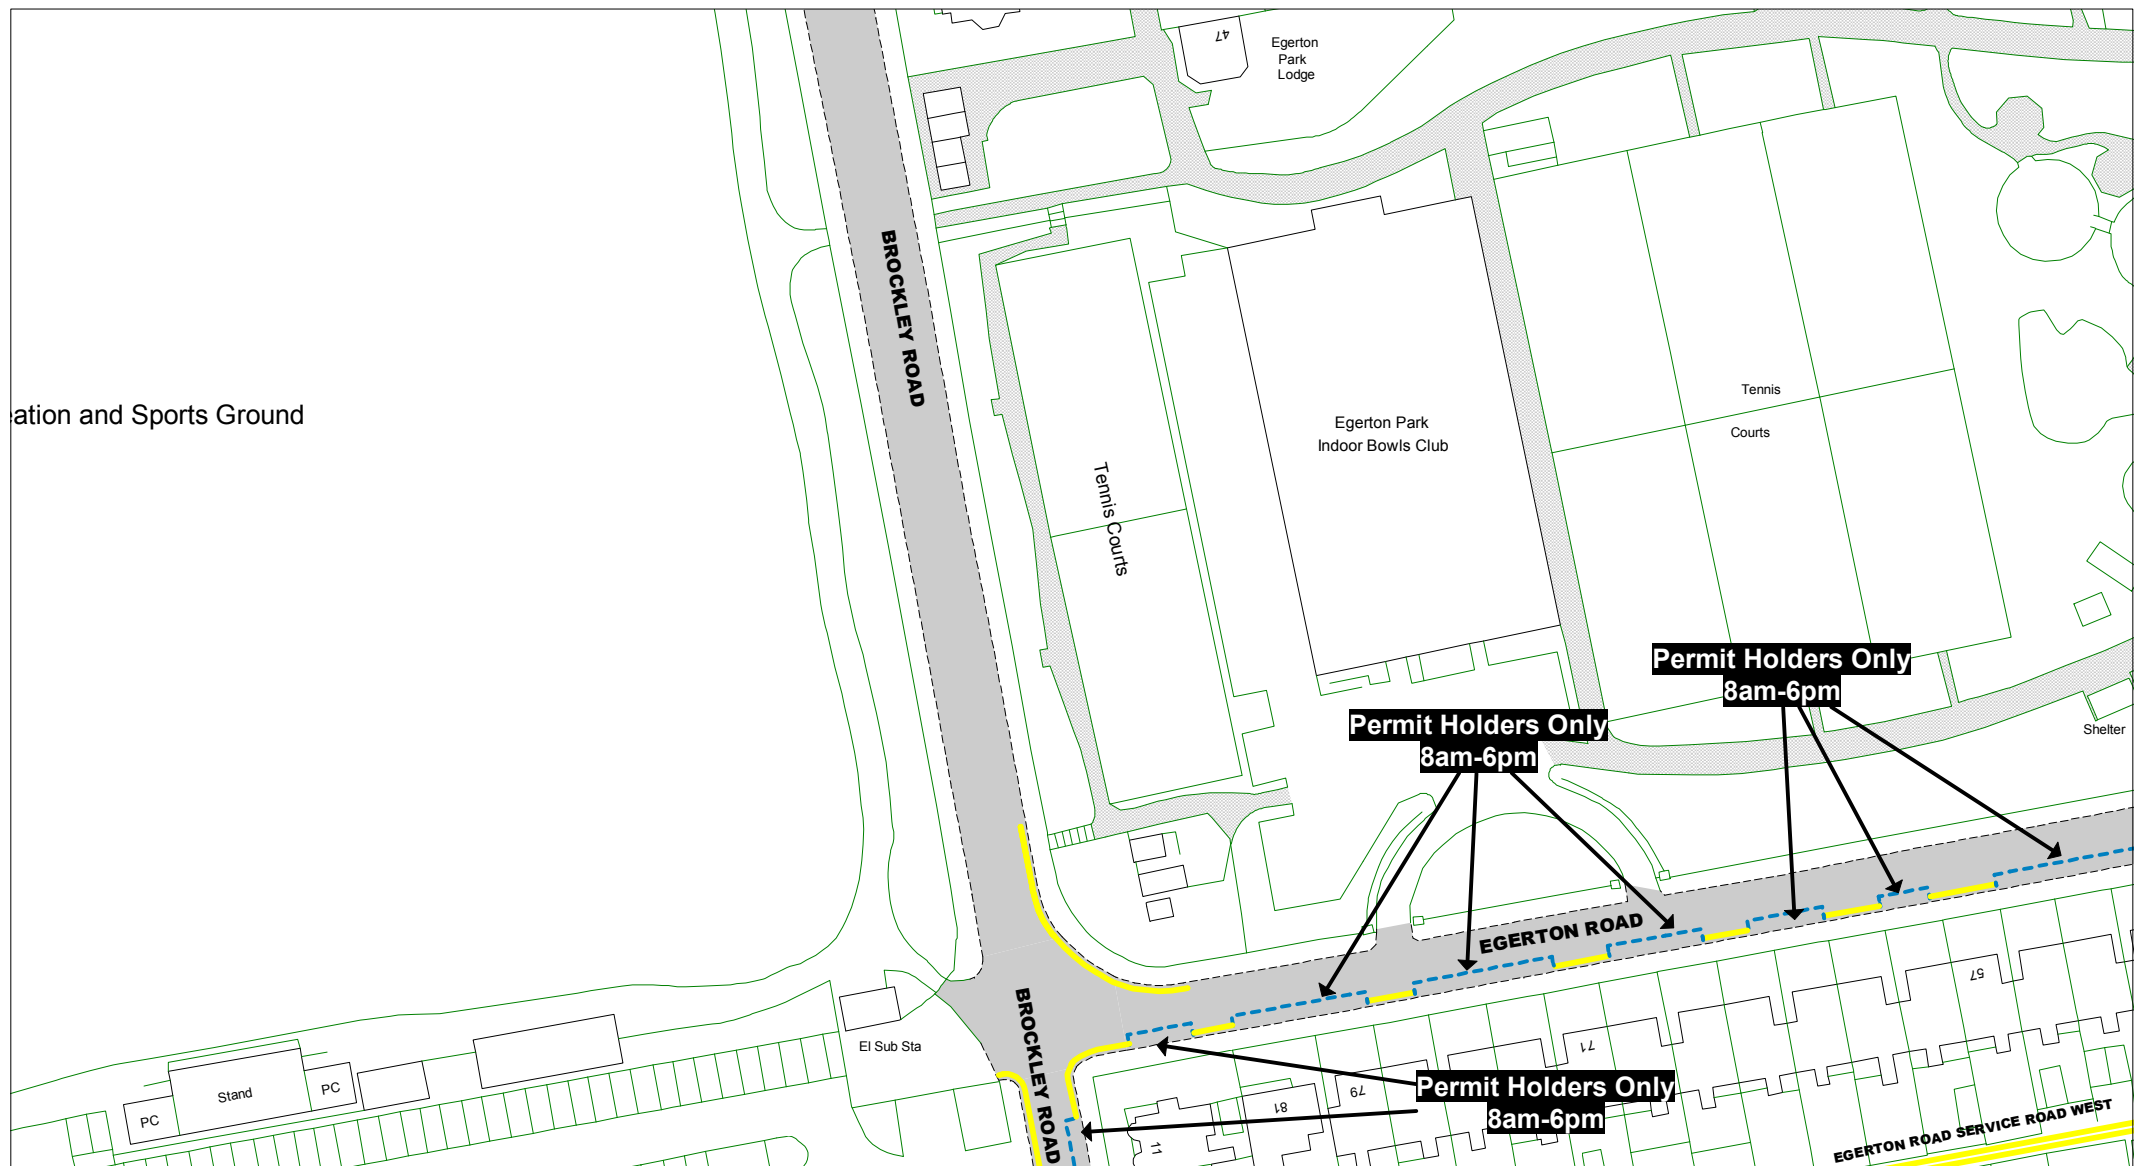 47
Egerton
Park
Lodge
BROCKLEY ROAD
ation and Sports Ground
Tennis Courts
Egerton Park
Indoor Bowls Club
Tennis
Courts
Permit Holders Only
8am-6pm
Permit Holders Only
8am-6pm
Shelter
EGERTON ROAD
57
71
79
81
11
BROCKLEY ROAD
El Sub Sta
Stand
PC
PC
Permit Holders Only
8am-6pm
EGERTON ROAD SERVICE ROAD WEST